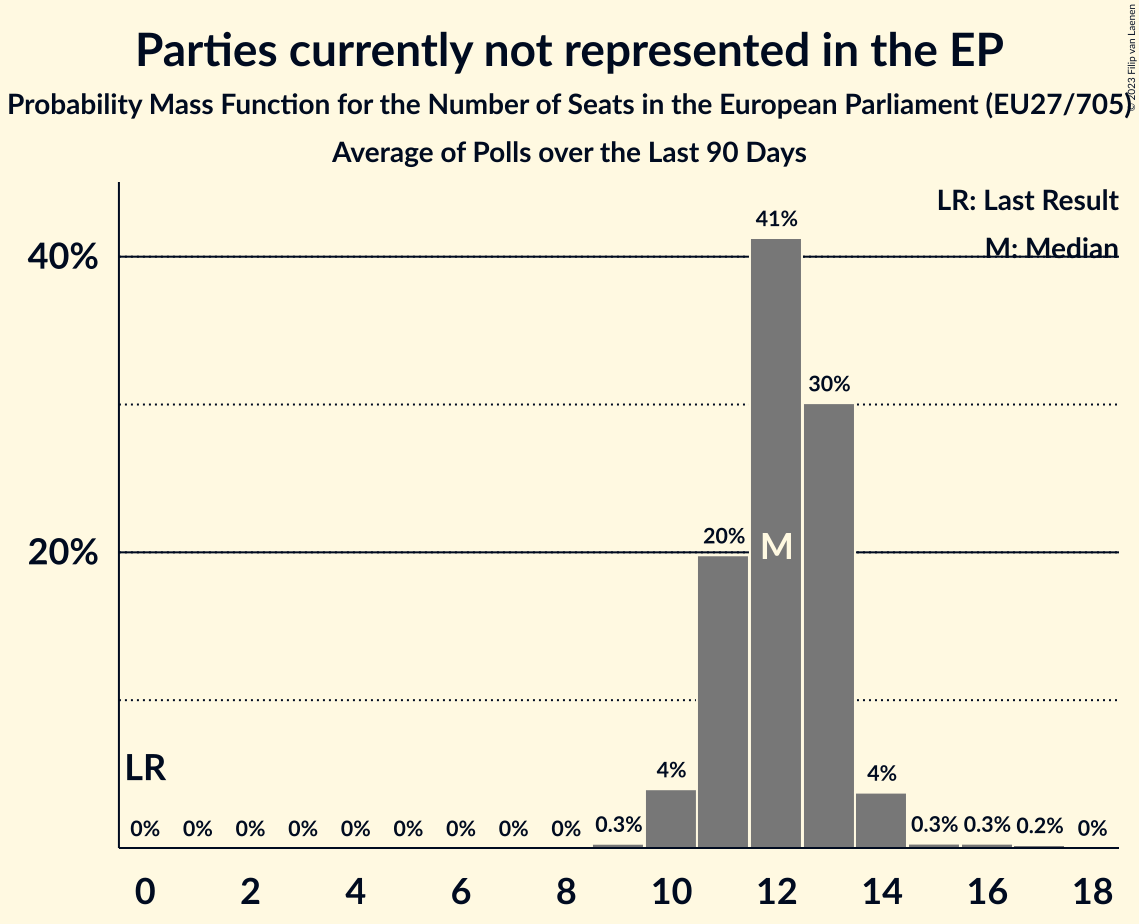 Parties currently not represented in the EP
Probability Mass Function for the Number of Seats in the European Parliament (EU27/705)
Average of Polls over the Last 90 Days
© 2023 Filip van Laenen
LR: Last Result
M: Median
40%
20%
LR
0% 0% 0% 0% 0% 0% 0% 0% 0% 0.3% 4% 20% 41% 30% 4% 0.3% 0.3% 0.2% 0%
M
0 2 4 6 8 10 12 14 16 18